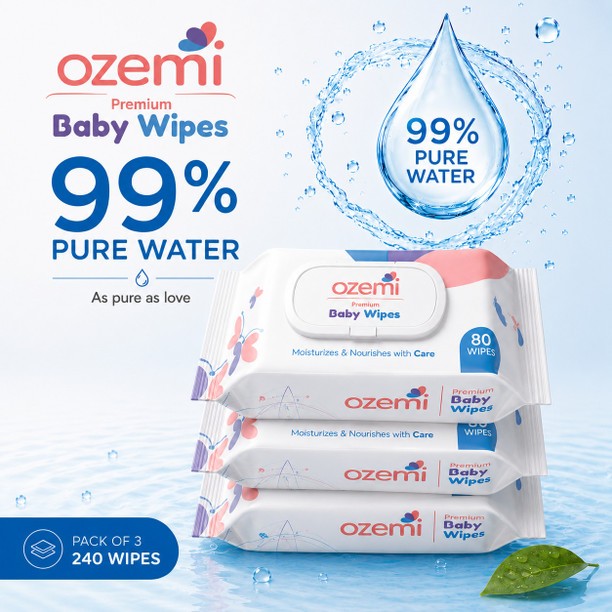 ozemi
Premium
Baby Wipes
99%
PURE WATER
As pure as love
99%
PURE
WATER
ozemi
Premium
Baby Wipes
80
WIPES
Moisturizes & Nourishes with Care
ozemi
Premium
Baby
Wipes
Moisturizes & Nourishes with Care
80
WIPES
ozemi
Premium
Baby
Wipes
ozemi
Premium
Baby
Wipes
PACK OF 3
240 WIPES